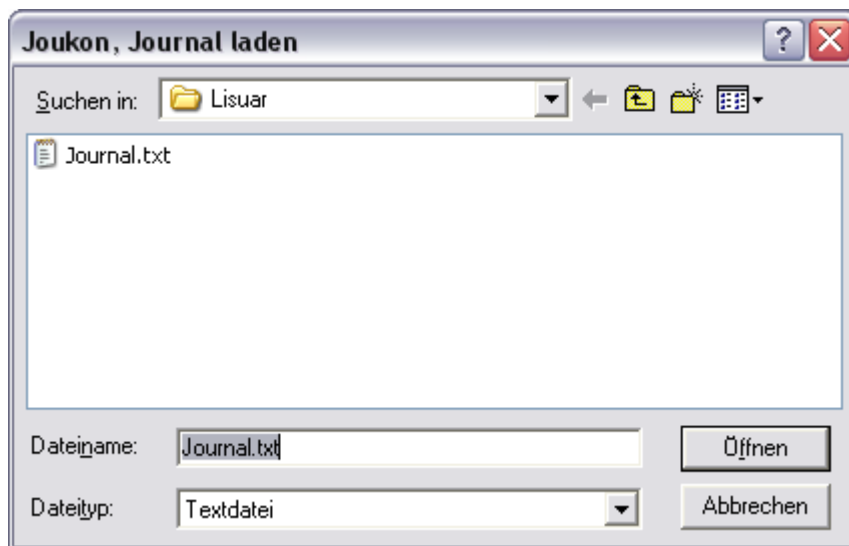 Joukon, Journal laden
Suchen in: Lisuar
Journal.txt
Dateiname: Journal.txt Öffnen
Dateityp: Textdatei Abbrechen